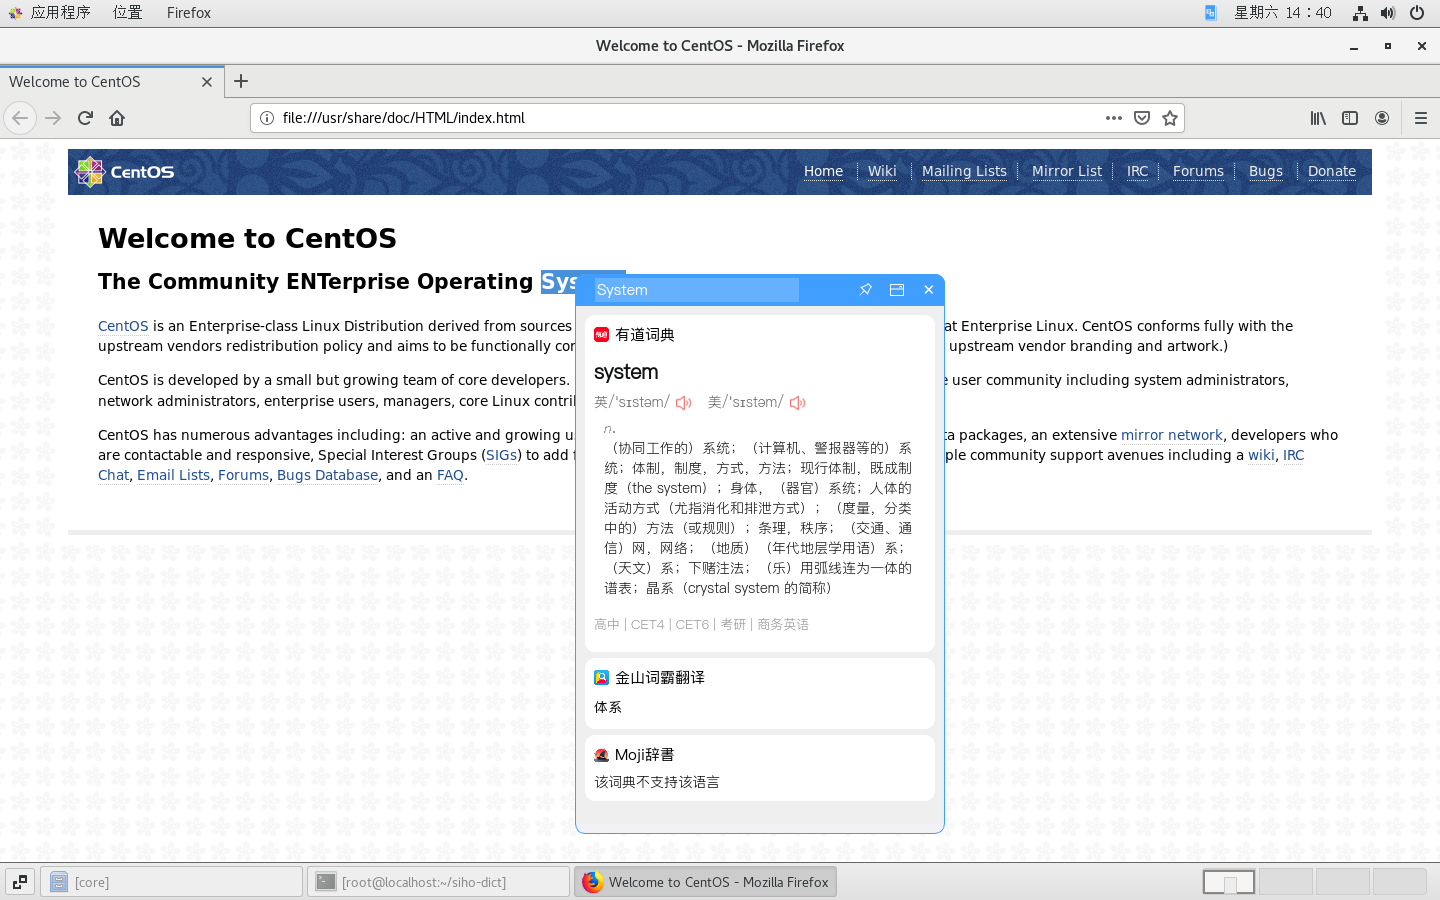 应用程序 位置 Firefox 星期六 14：40
Welcome to CentOS - Mozilla Firefox
Welcome to CentOS
file:///usr/share/doc/HTML/index.html
CentOS Home Wiki Mailing Lists Mirror List IRC Forums Bugs Donate
Welcome to CentOS
The Community ENTerprise Operating
CentOS is an Enterprise-class Linux Distribution derived from sources
Enterprise Linux. CentOS conforms fully with the
upstream vendors redistribution policy and aims to be functionally
upstream vendor branding and artwork.)
CentOS is developed by a small but growing team of core developers.
user community including system administrators,
network administrators, enterprise users, managers, core Linux
CentOS has numerous advantages including: an active and growing
packages, an extensive mirror network, developers who
are contactable and responsive, Special Interest Groups (SIGs) to add
community support avenues including a wiki, IRC
Chat, Email Lists, Forums, Bugs Database, and an FAQ.
System
有道词典
system
英/'sɪstəm/ 美/'sɪstəm/
n.
（协同工作的）系统；（计算机、警报器等的）系
统；体制，制度，方式，方法；现行体制，既成制
度（the system）；身体，（器官）系统；人体的
活动方式（尤指消化和排泄方式）；（度量，分类
中的）方法（或规则）；条理，秩序；（交通、通
信）网，网络；（地质）（年代地层学用语）系；
（天文）系；下赌注法；（乐）用弧线连为一体的
谱表；晶系（crystal system 的简称）
高中 | CET4 | CET6 | 考研 | 商务英语
金山词霸翻译
体系
Moji辞書
该词典不支持该语言
[core] [root@localhost:~/siho-dict] Welcome to CentOS - Mozilla Firefox